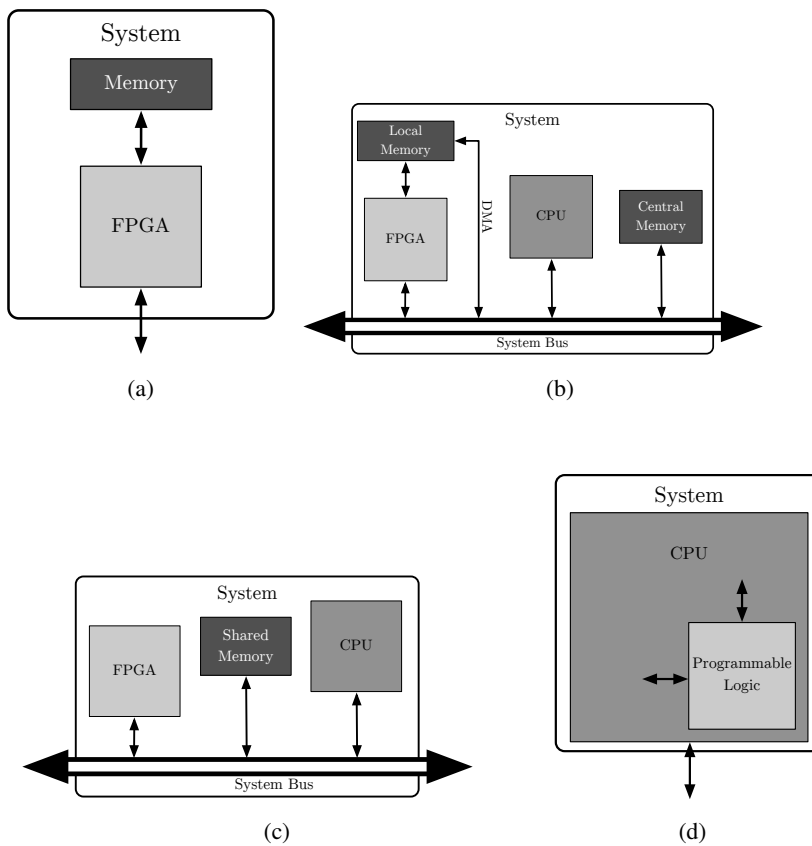 System
Memory
FPGA
(a)
System
Local
Memory
DMA
CPU
Central
Memory
FPGA
System Bus
(b)
System
FPGA
Shared
Memory
CPU
System Bus
(c)
System
CPU
Programmable
Logic
(d)